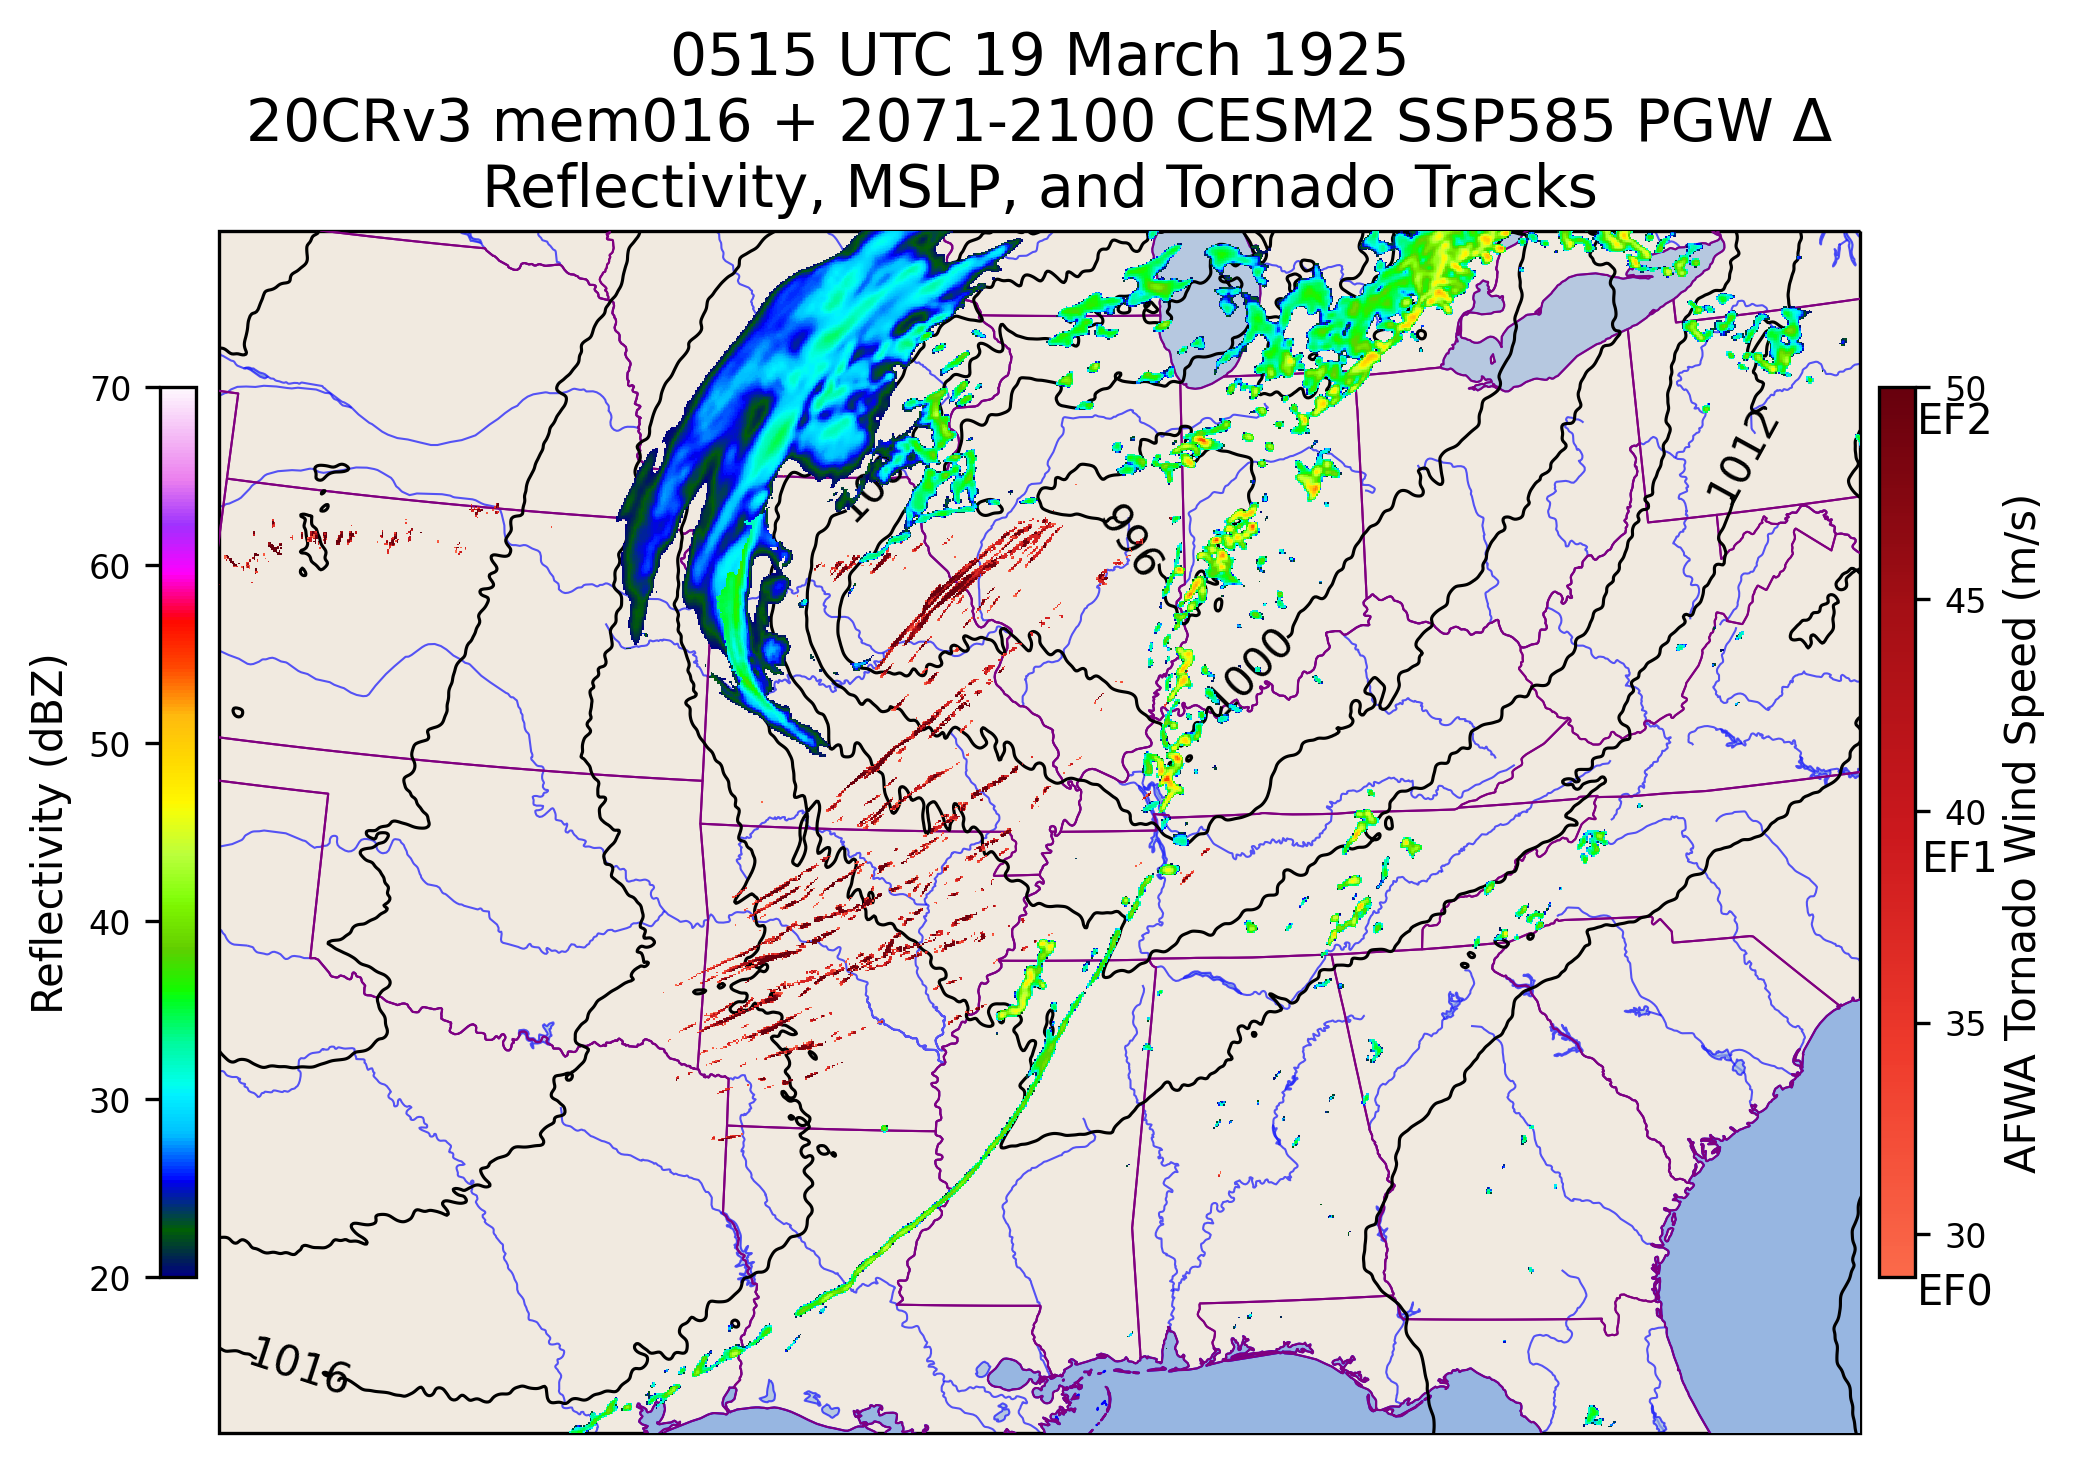 0515 UTC 19 March 1925
20CRv3 mem016 + 2071-2100 CESM2 SSP585 PGW Δ
Reflectivity, MSLP, and Tornado Tracks
70
60
50
40
30
20
Reflectivity (dBZ)
1012
996
1000
1016
50
EF2
45
40
EF1
35
30
EF0
AFWA Tornado Wind Speed (m/s)